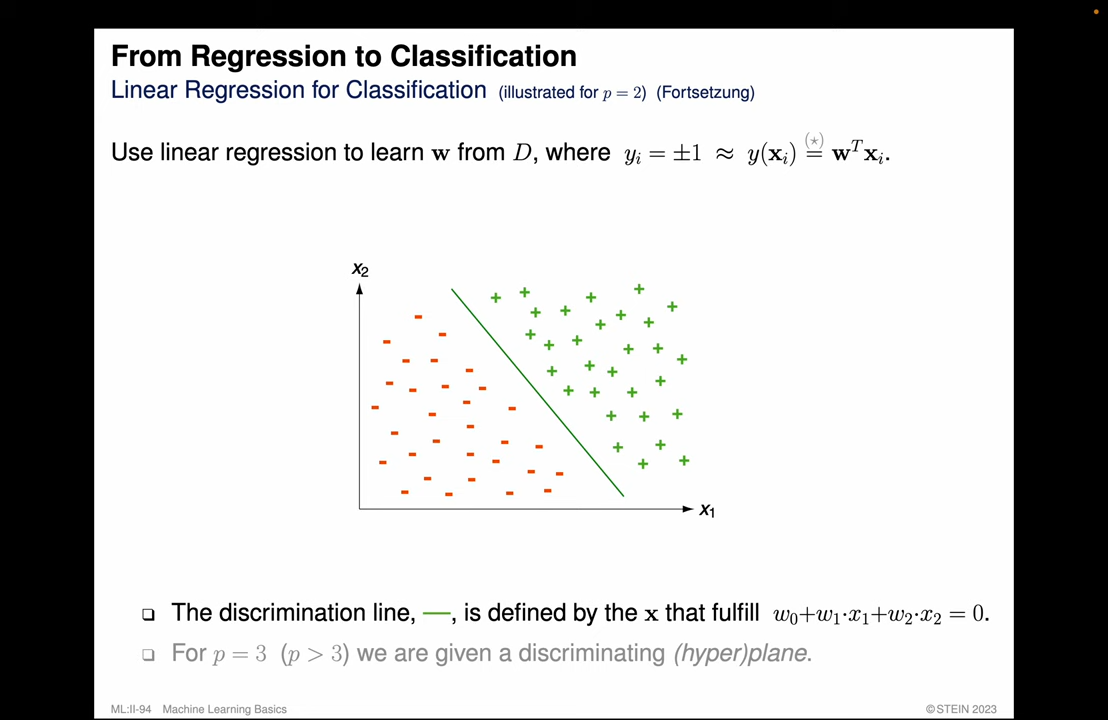 From Regression to Classification
Linear Regression for Classification (illustrated for p = 2) (Fortsetzung)
Use linear regression to learn w from D, where y_i = ±1 ≈ y(x_i) (⋆)= w^T x_i.
x_2
x_1
❑ The discrimination line, —, is defined by the x that fulfill w_0+w_1·x_1+w_2·x_2 = 0.
❑ For p = 3 (p > 3) we are given a discriminating (hyper)plane.
ML:II-94 Machine Learning Basics ©STEIN 2023